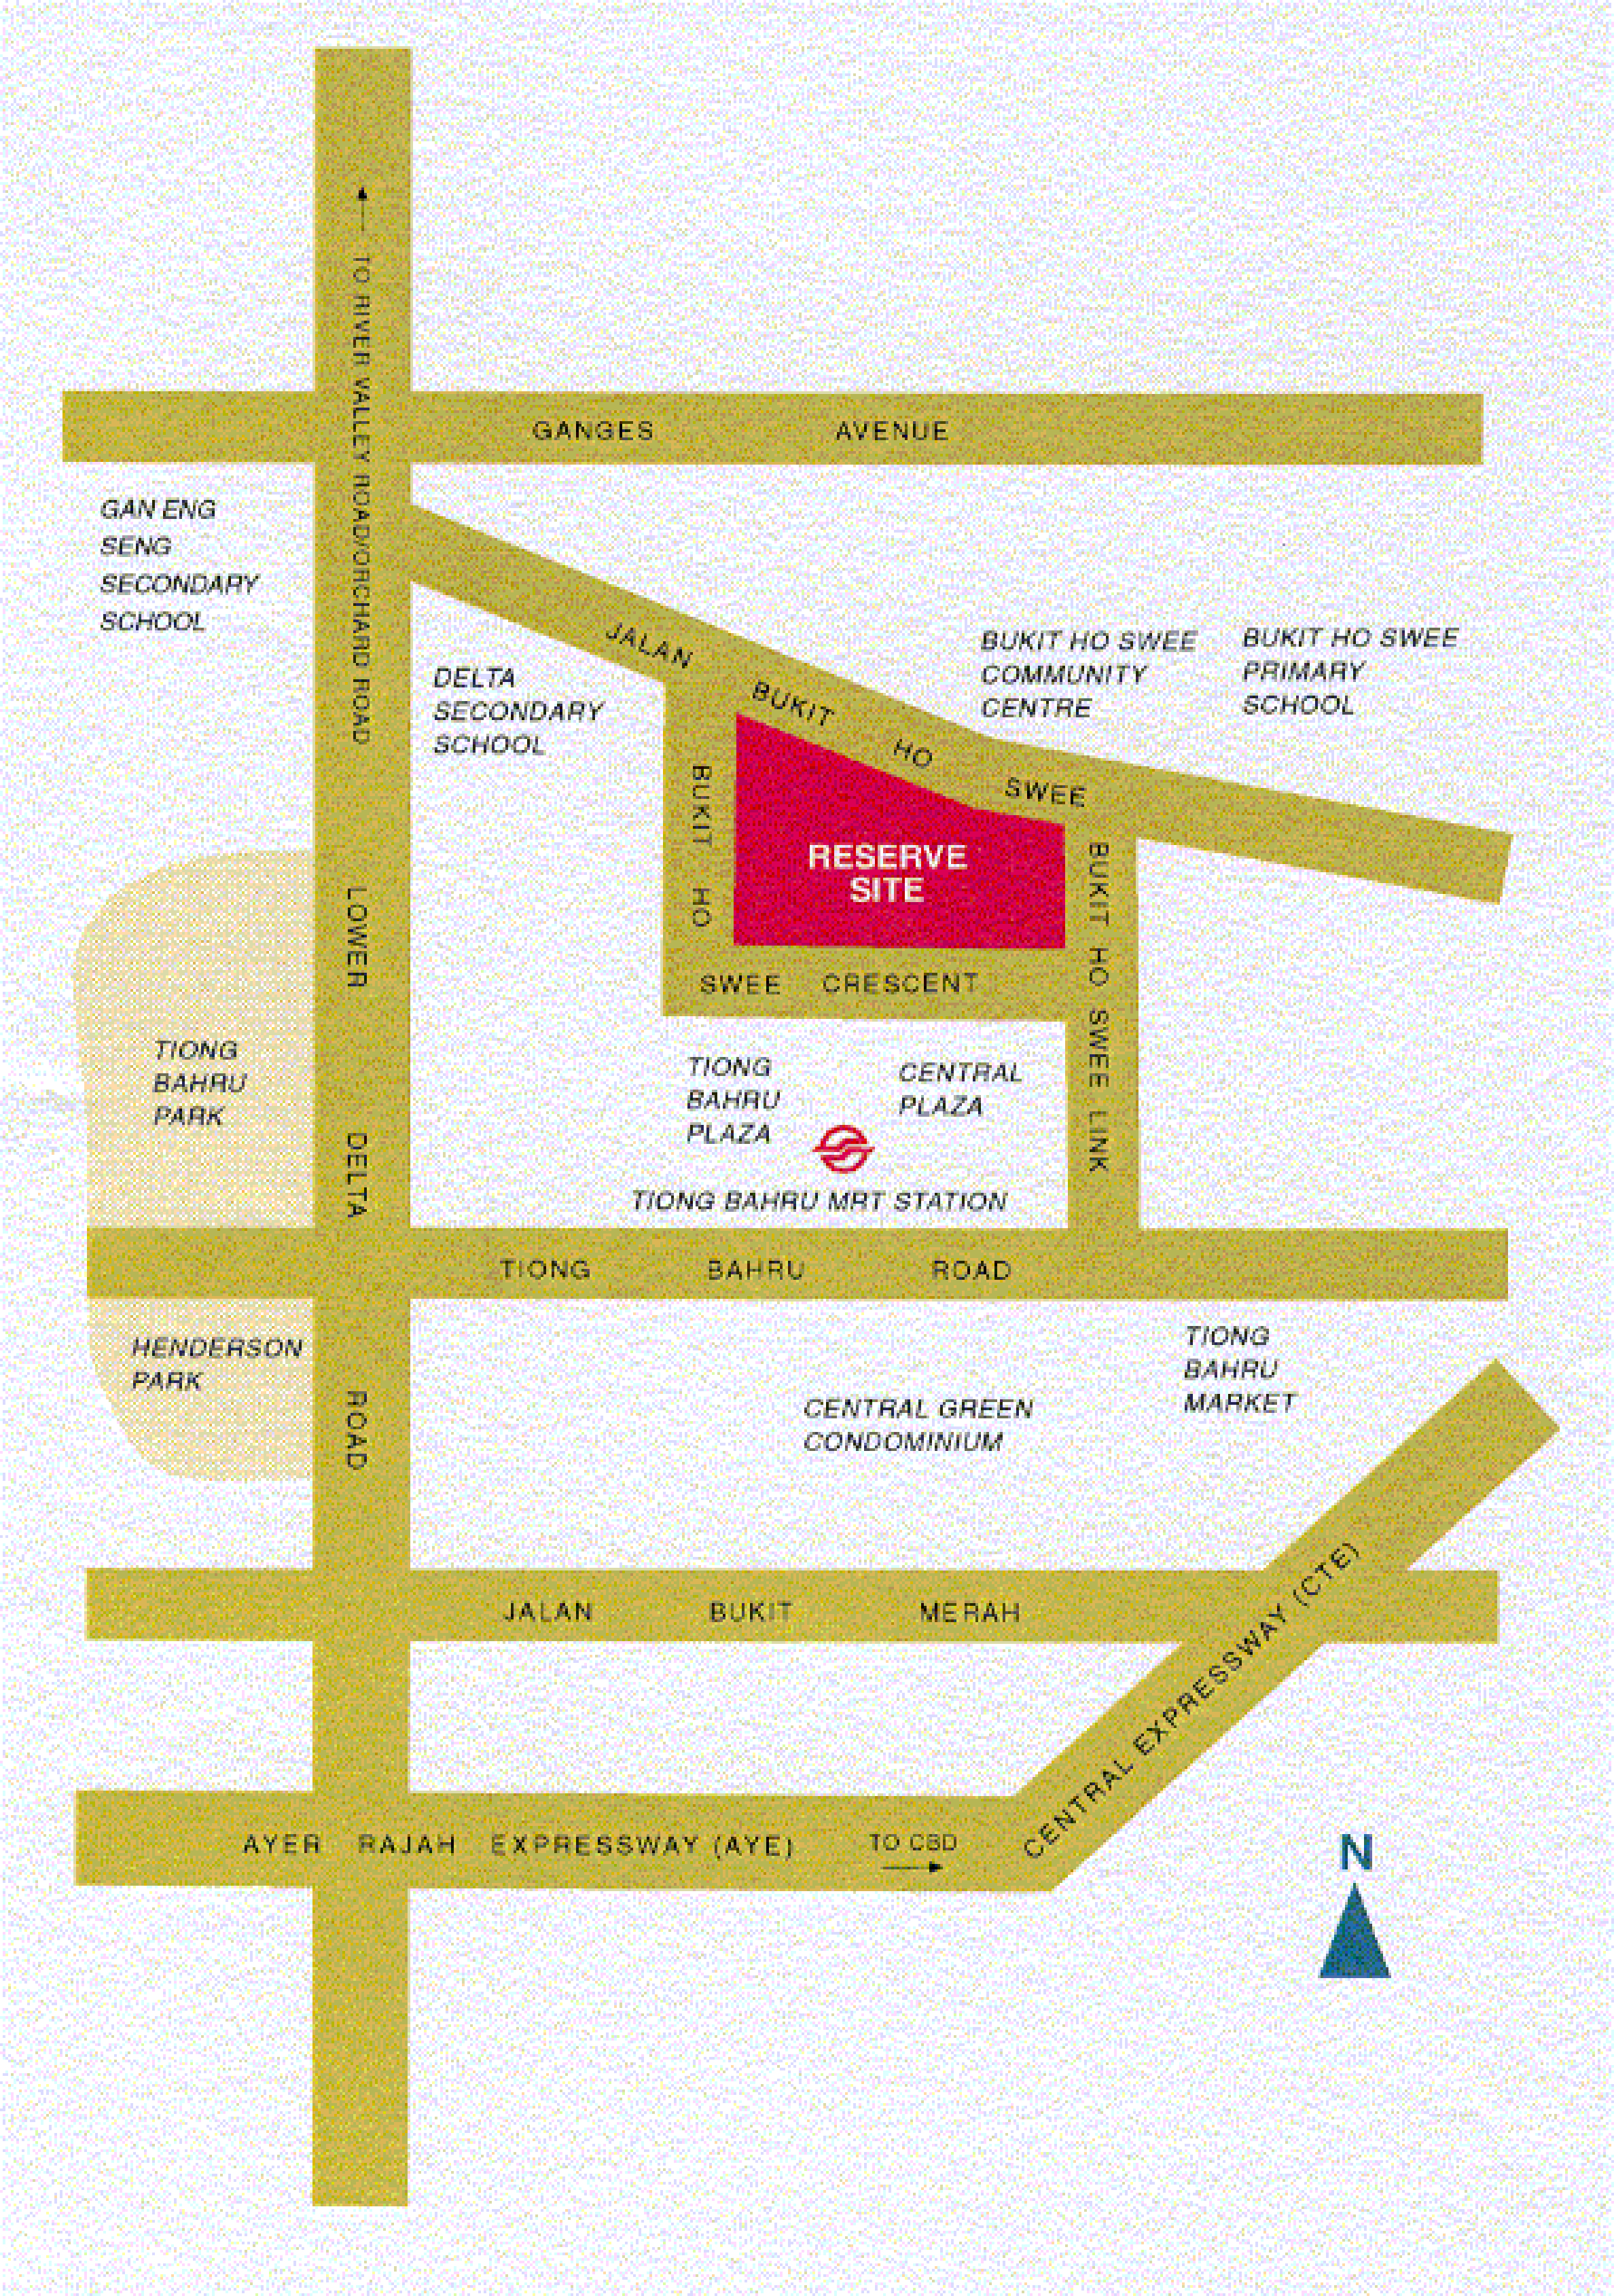 TO RIVER VALLEY ROAD/ORCHARD ROAD
GANGES AVENUE
GAN ENG
SENG
SECONDARY
SCHOOL
JALAN BUKIT HO SWEE
BUKIT HO SWEE
COMMUNITY
CENTRE
BUKIT HO SWEE
PRIMARY
SCHOOL
DELTA
SECONDARY
SCHOOL
RESERVE
SITE
BUKIT HO
SWEE CRESCENT
BUKIT HO SWEE LINK
LOWER DELTA ROAD
TIONG
BAHRU
PARK
TIONG
BAHRU
PLAZA
CENTRAL
PLAZA
TIONG BAHRU MRT STATION
TIONG BAHRU ROAD
HENDERSON
PARK
TIONG
BAHRU
MARKET
CENTRAL GREEN
CONDOMINIUM
JALAN BUKIT MERAH
CENTRAL EXPRESSWAY (CTE)
AYER RAJAH EXPRESSWAY (AYE)
TO CBD
N